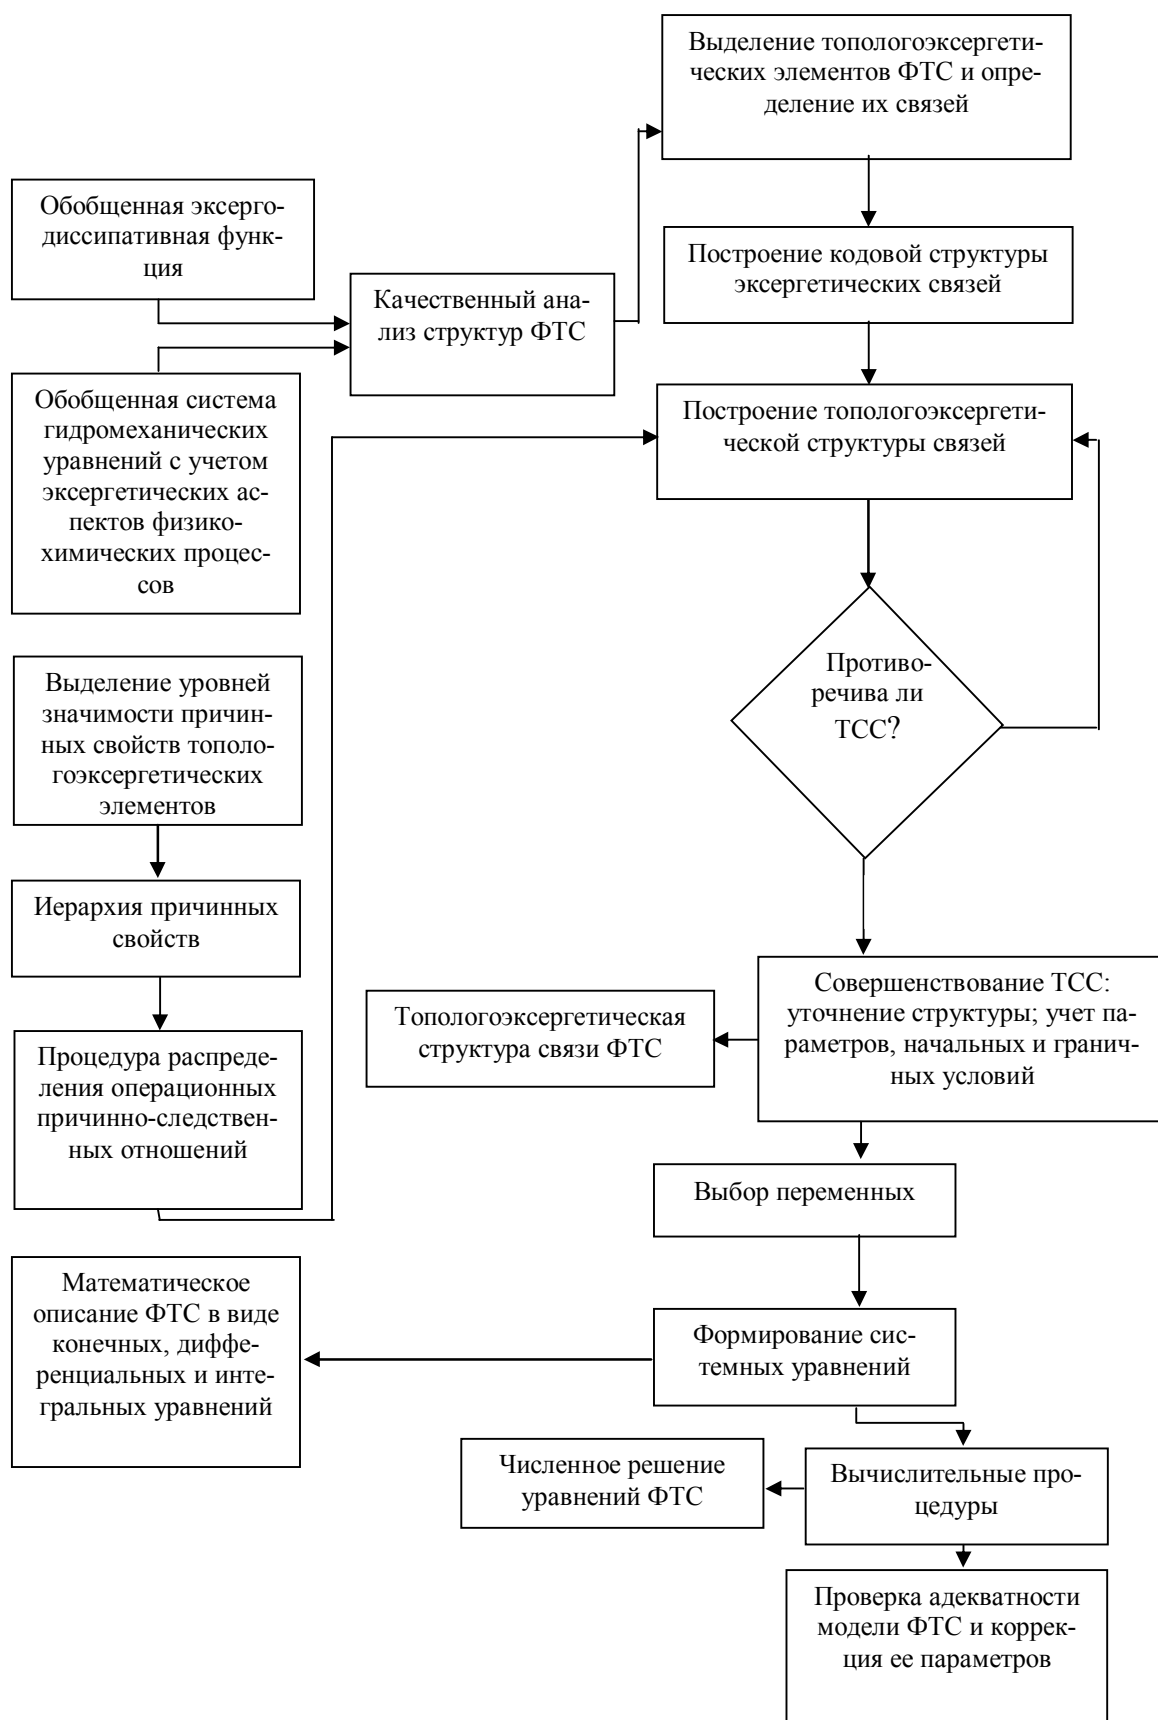 Выделение топологоэксергети-
ческих элементов ФТС и опре-
деление их связей
Обобщенная эксерго-
диссипативная функ-
ция
Построение кодовой структуры
эксергетических связей
Качественный ана-
лиз структур ФТС
Обобщенная система
гидромеханических
уравнений с учетом
эксергетических ас-
пектов физико-
химических процес-
сов
Построение топологоэксергети-
ческой структуры связей
Противо-
речива ли
ТСС?
Выделение уровней
значимости причин-
ных свойств тополо-
гоэксергетических
элементов
Иерархия причинных
свойств
Процедура распреде-
ления операционных
причинно-следствен-
ных отношений
Совершенствование ТСС:
уточнение структуры; учет па-
раметров, начальных и гранич-
ных условий
Топологоэксергетическая
структура связи ФТС
Выбор переменных
Математическое
описание ФТС в виде
конечных, диффе-
ренциальных и инте-
гральных уравнений
Формирование сис-
темных уравнений
Численное решение
уравнений ФТС
Вычислительные про-
цедуры
Проверка адекватности
модели ФТС и коррек-
ция ее параметров